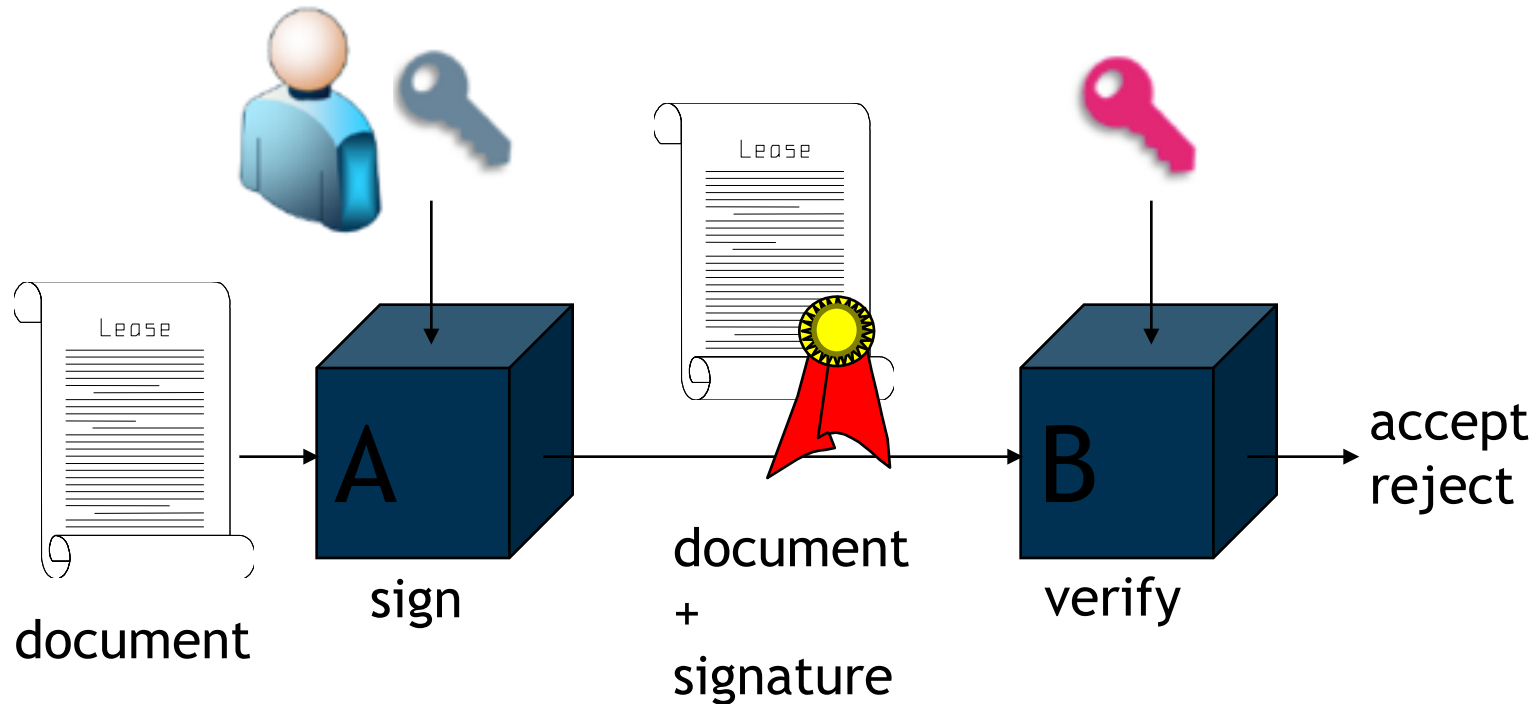 Lease
document
A
sign
Lease
document
+
signature
B
verify
accept
reject